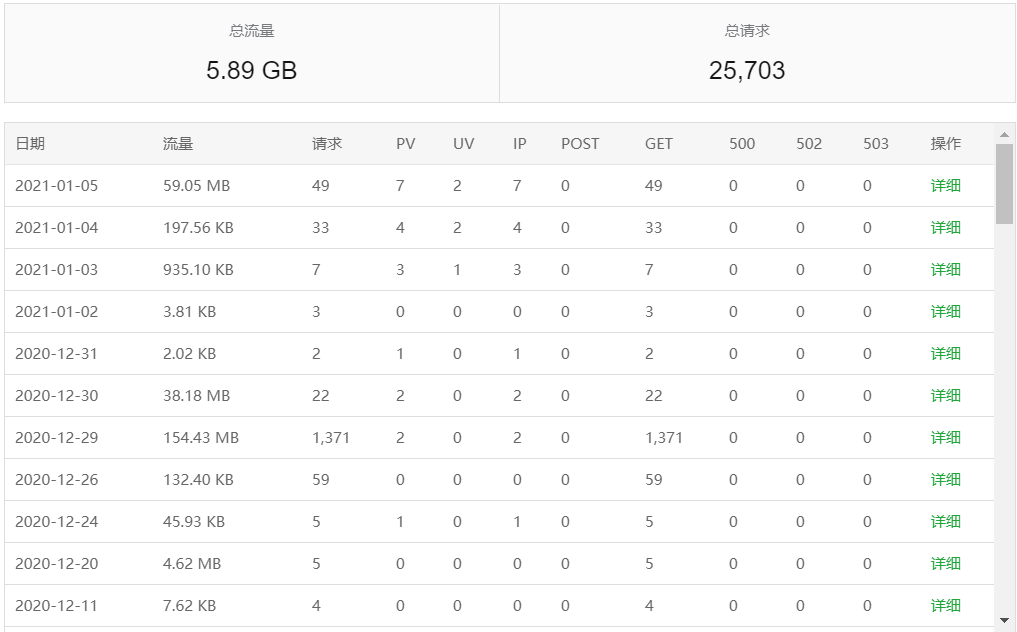 总流量 总请求
5.89 GB 25,703
日期 流量 请求 PV UV IP POST GET 500 502 503 操作
2021-01-05 59.05 MB 49 7 2 7 0 49 0 0 0 详细
2021-01-04 197.56 KB 33 4 2 4 0 33 0 0 0 详细
2021-01-03 935.10 KB 7 3 1 3 0 7 0 0 0 详细
2021-01-02 3.81 KB 3 0 0 0 0 3 0 0 0 详细
2020-12-31 2.02 KB 2 1 0 1 0 2 0 0 0 详细
2020-12-30 38.18 MB 22 2 0 2 0 22 0 0 0 详细
2020-12-29 154.43 MB 1,371 2 0 2 0 1,371 0 0 0 详细
2020-12-26 132.40 KB 59 0 0 0 0 59 0 0 0 详细
2020-12-24 45.93 KB 5 1 0 1 0 5 0 0 0 详细
2020-12-20 4.62 MB 5 0 0 0 0 5 0 0 0 详细
2020-12-11 7.62 KB 4 0 0 0 0 4 0 0 0 详细